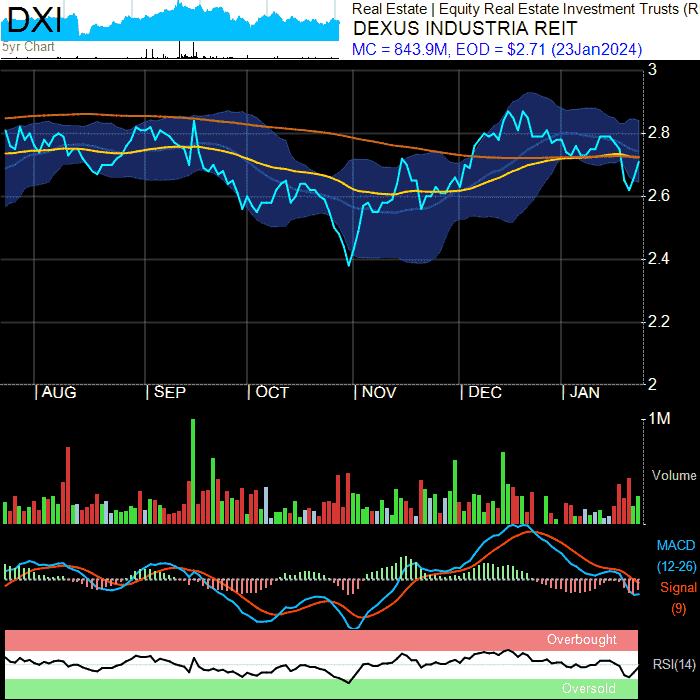 DXI
5yr Chart
Real Estate | Equity Real Estate Investment Trusts (R
DEXUS INDUSTRIA REIT
MC = 843.9M, EOD = $2.71 (23Jan2024)
3
2.8
2.6
2.4
2.2
2
| AUG | SEP | OCT | NOV | DEC | JAN
1M
Volume
MACD
(12-26)
Signal
(9)
Overbought
RSI(14)
Oversold